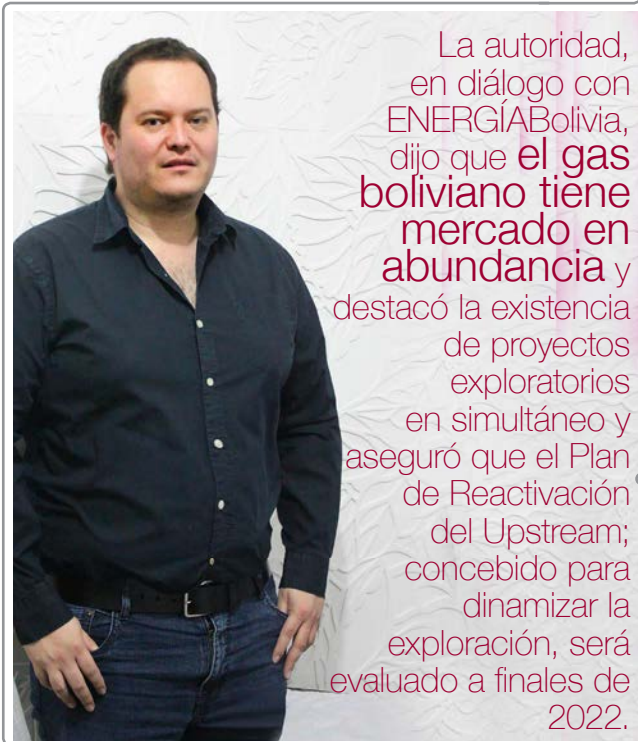 La autoridad,
en diálogo con
ENERGÍABolivia,
dijo que el gas
boliviano tiene
mercado en
abundancia y
destacó la existencia
de proyectos
exploratorios
en simultáneo y
aseguró que el Plan
de Reactivación
del Upstream;
concebido para
dinamizar la
exploración, será
evaluado a finales de
2022.